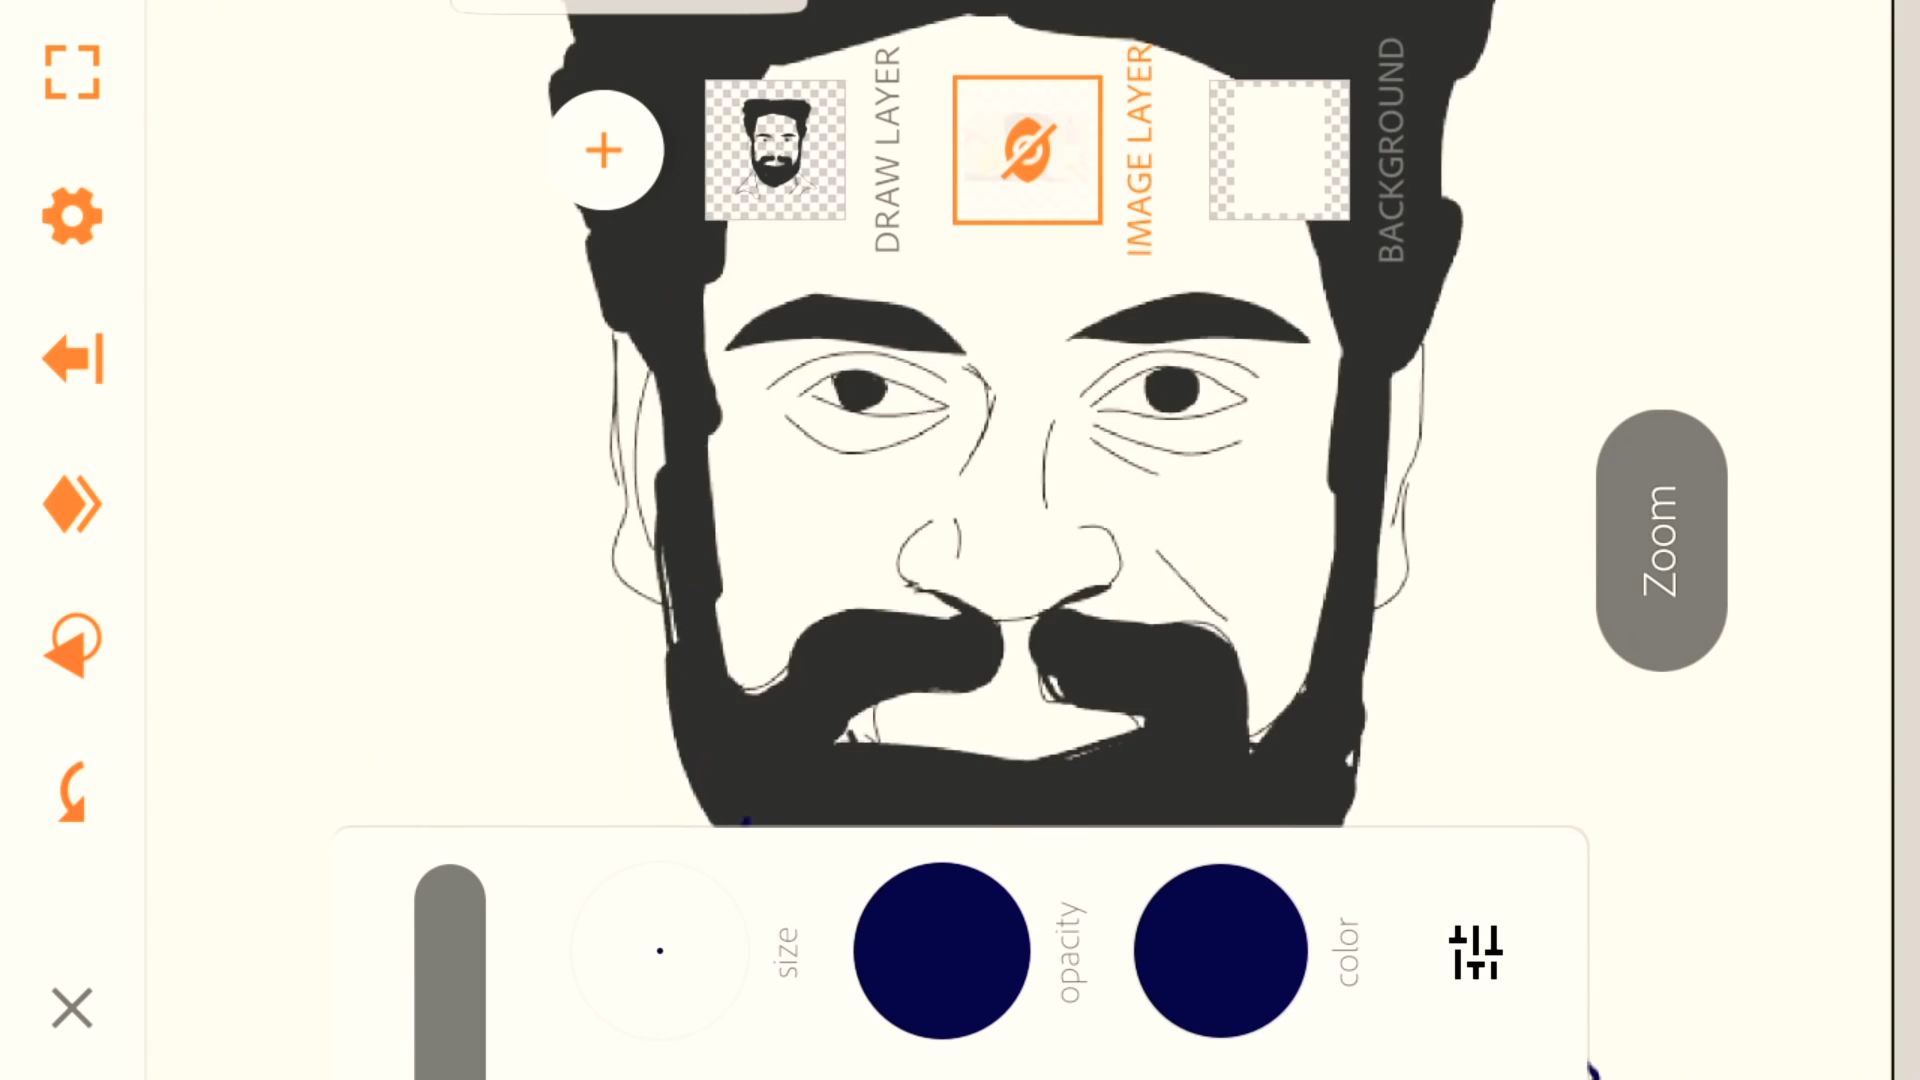 DRAW LAYER
IMAGE LAYER
BACKGROUND
Zoom
size
opacity
color